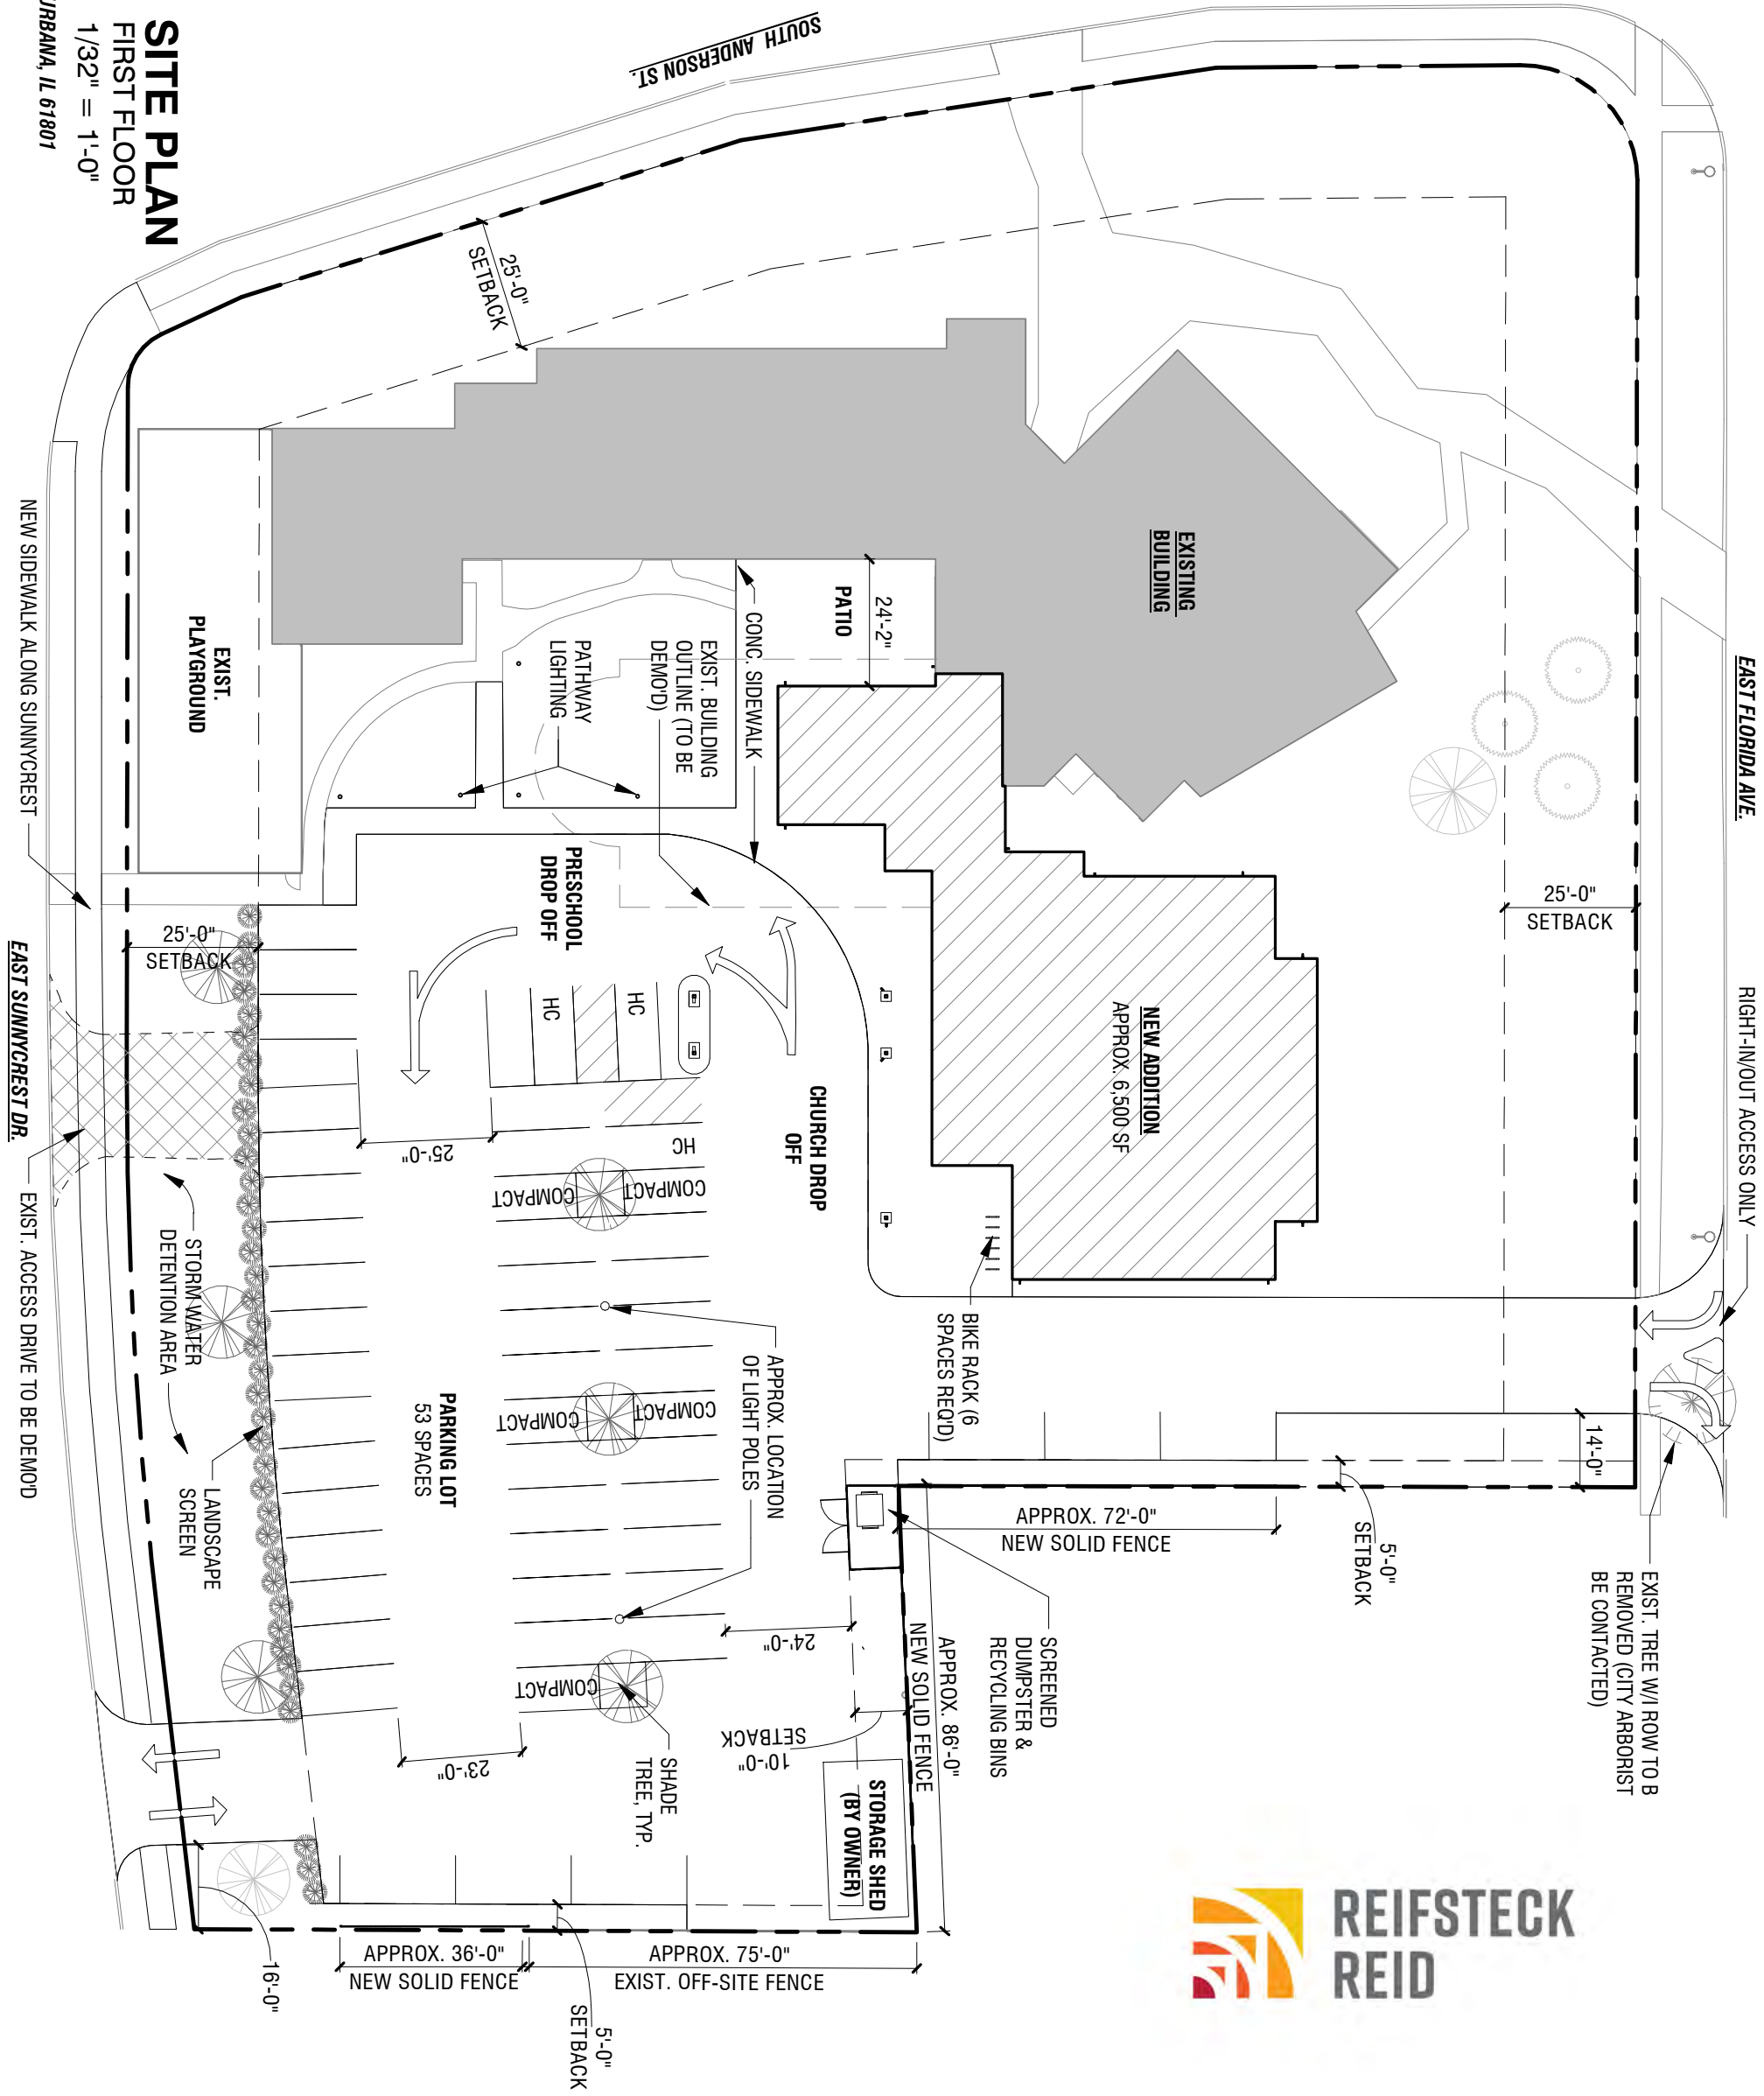 SITE PLAN
FIRST FLOOR
1/32" = 1'-0"
URBANA, IL 61801
SOUTH ANDERSON ST.
EAST FLORIDA AVE.
RIGHT-IN/OUT ACCESS ONLY
25'-0"
SETBACK
25'-0"
SETBACK
EXISTING
BUILDING
24'-2"
PATIO
CONC. SIDEWALK
EXIST. BUILDING
OUTLINE (TO BE
DEMO'D)
PATHWAY
LIGHTING
EXIST.
PLAYGROUND
NEW SIDEWALK ALONG SUNNYCREST
25'-0"
SETBACK
EAST SUNNYCREST DR.
EXIST. ACCESS DRIVE TO BE DEMO'D
PRESCHOOL
DROP OFF
HC
HC
HC
NEW ADDITION
APPROX. 6,500 SF
CHURCH DROP
OFF
25'-0"
COMPACT
COMPACT
STORM WATER
DETENTION AREA
LANDSCAPE
SCREEN
PARKING LOT
53 SPACES
COMPACT
COMPACT
APPROX. LOCATION
OF LIGHT POLES
BIKE RACK (6
SPACES REQ'D)
14'-0"
5'-0"
SETBACK
APPROX. 72'-0"
NEW SOLID FENCE
EXIST. TREE W/I ROW TO B
REMOVED (CITY ARBORIST
BE CONTACTED)
SCREENED
DUMPSTER &
RECYCLING BINS
APPROX. 86'-0"
NEW SOLID FENCE
24'-0"
COMPACT
10'-0"
SETBACK
SHADE
TREE, TYP.
STORAGE SHED
(BY OWNER)
23'-0"
16'-0"
APPROX. 36'-0"
NEW SOLID FENCE
APPROX. 75'-0"
EXIST. OFF-SITE FENCE
5'-0"
SETBACK
REIFSTECK
REID